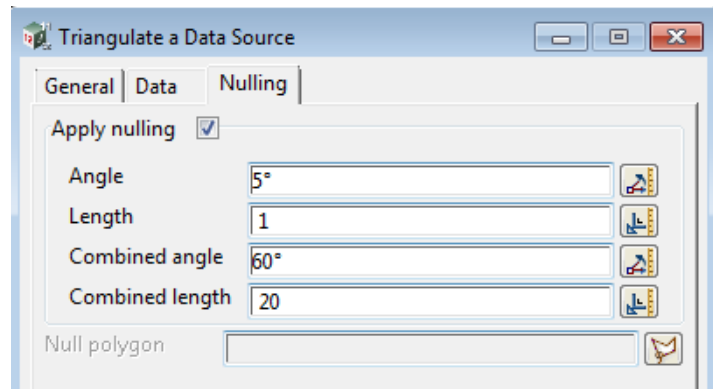 Triangulate a Data Source
General Data Nulling
Apply nulling
Angle 5°
Length 1
Combined angle 60°
Combined length 20
Null polygon